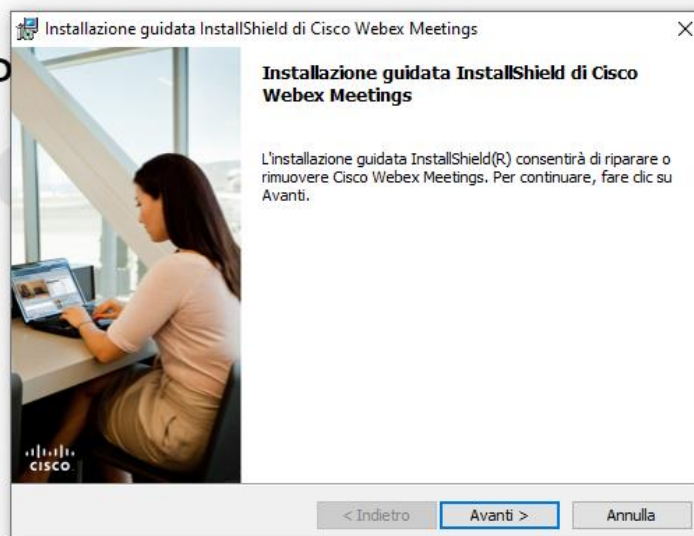 Installazione guidata InstallShield di Cisco Webex Meetings
Installazione guidata InstallShield di Cisco
Webex Meetings
L'installazione guidata InstallShield(R) consentirà di riparare o
rimuovere Cisco Webex Meetings. Per continuare, fare clic su
Avanti.
CISCO
< Indietro
Avanti >
Annulla